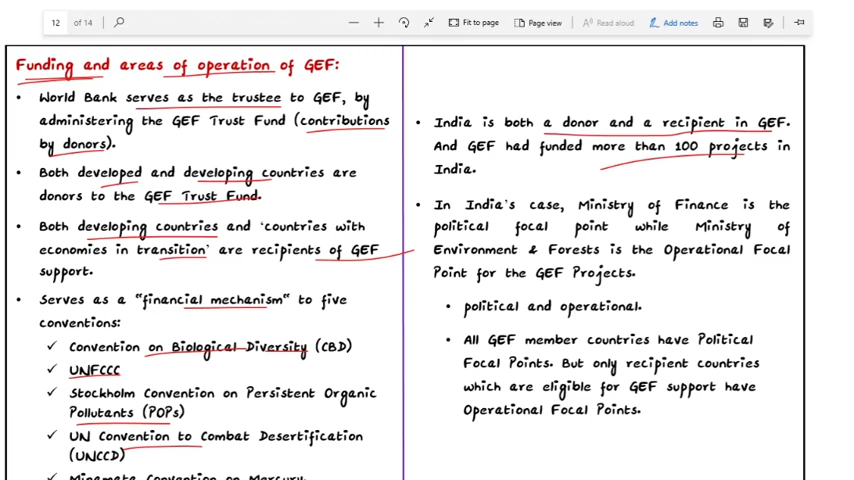 12 of 14
Fit to page
Page view
Read aloud
Add notes
Funding and areas of operation of GEF:
• World Bank serves as the trustee to GEF, by
administering the GEF Trust Fund (contributions
by donors).
• Both developed and developing countries are
donors to the GEF Trust Fund.
• Both developing countries and 'countries with
economies in transition' are recipients of GEF
support.
• Serves as a "financial mechanism" to five
conventions:
✓ Convention on Biological Diversity (CBD)
✓ UNFCCC
✓ Stockholm Convention on Persistent Organic
Pollutants (POPs)
✓ UN Convention to Combat Desertification
(UNCCD)
✓ Minamata Convention on Mercury
• India is both a donor and a recipient in GEF.
And GEF had funded more than 100 projects in
India.
• In India's case, Ministry of Finance is the
political focal point while Ministry of
Environment & Forests is the Operational Focal
Point for the GEF Projects.
• political and operational.
• All GEF member countries have Political
Focal Points. But only recipient countries
which are eligible for GEF support have
Operational Focal Points.